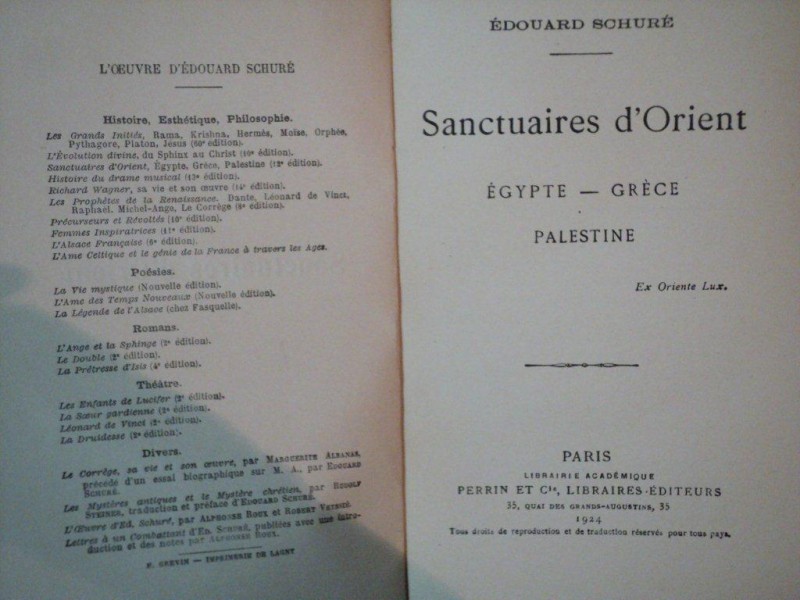 L'ŒUVRE D'ÉDOUARD SCHURÉ
Histoire, Esthétique, Philosophie.
Les Grands Initiés, Rama, Krishna, Hermès, Moïse, Orphée,
Pythagore, Platon, Jésus (60e édition).
L'Évolution divine, du Sphinx au Christ (10e édition).
Sanctuaires d'Orient, Égypte, Grèce, Palestine (12e édition).
Histoire du drame musical (12e édition).
Richard Wagner, sa vie et son œuvre (14e édition).
Les Prophètes de la Renaissance. Dante, Léonard de Vinci,
Raphaël, Michel-Ange, Le Corrège (8e édition).
Précurseurs et Révoltés (10e édition).
Femmes Inspiratrices (11e édition).
L'Alsace Française (6e édition).
L'Ame Celtique et le génie de la France à travers les Ages.
Poésies.
La Vie mystique (Nouvelle édition).
L'Ame des Temps Nouveaux (Nouvelle édition).
La Légende de l'Alsace (chez Fasquelle).
Romans.
L'Ange et la Sphinge (2e édition).
Le Double (2e édition).
La Prêtresse d'Isis (4e édition).
Théâtre.
Les Enfants de Lucifer (2e édition).
La Sœur gardienne (2e édition).
Léonard de Vinci (2e édition).
La Druidesse (2e édition).
Divers.
Le Corrège, sa vie et son œuvre, par MARGUERITE ALBANA,
précédé d'un essai biographique sur M. A., par EDOUARD
SCHURÉ.
Les Mystères antiques et le Mystère chrétien, par RUDOLF
STEINER, traduction et préface d'EDOUARD SCHURÉ.
L'Œuvre d'Ed. Schuré, par ALPHONSE ROUX et ROBERT VEYSSIÉ.
Lettres à un Combattant d'ED. SCHURÉ, publiées avec une intro-
duction et des notes par ALPHONSE ROUX.
F. GREVIN — IMPRIMERIE DE LAGNY
ÉDOUARD SCHURÉ
Sanctuaires d'Orient
ÉGYPTE — GRÈCE
PALESTINE
Ex Oriente Lux.
PARIS
LIBRAIRIE ACADÉMIQUE
PERRIN ET Cie, LIBRAIRES-ÉDITEURS
35, QUAI DES GRANDS-AUGUSTINS, 35
1924
Tous droits de reproduction et de traduction réservés pour tous pays.